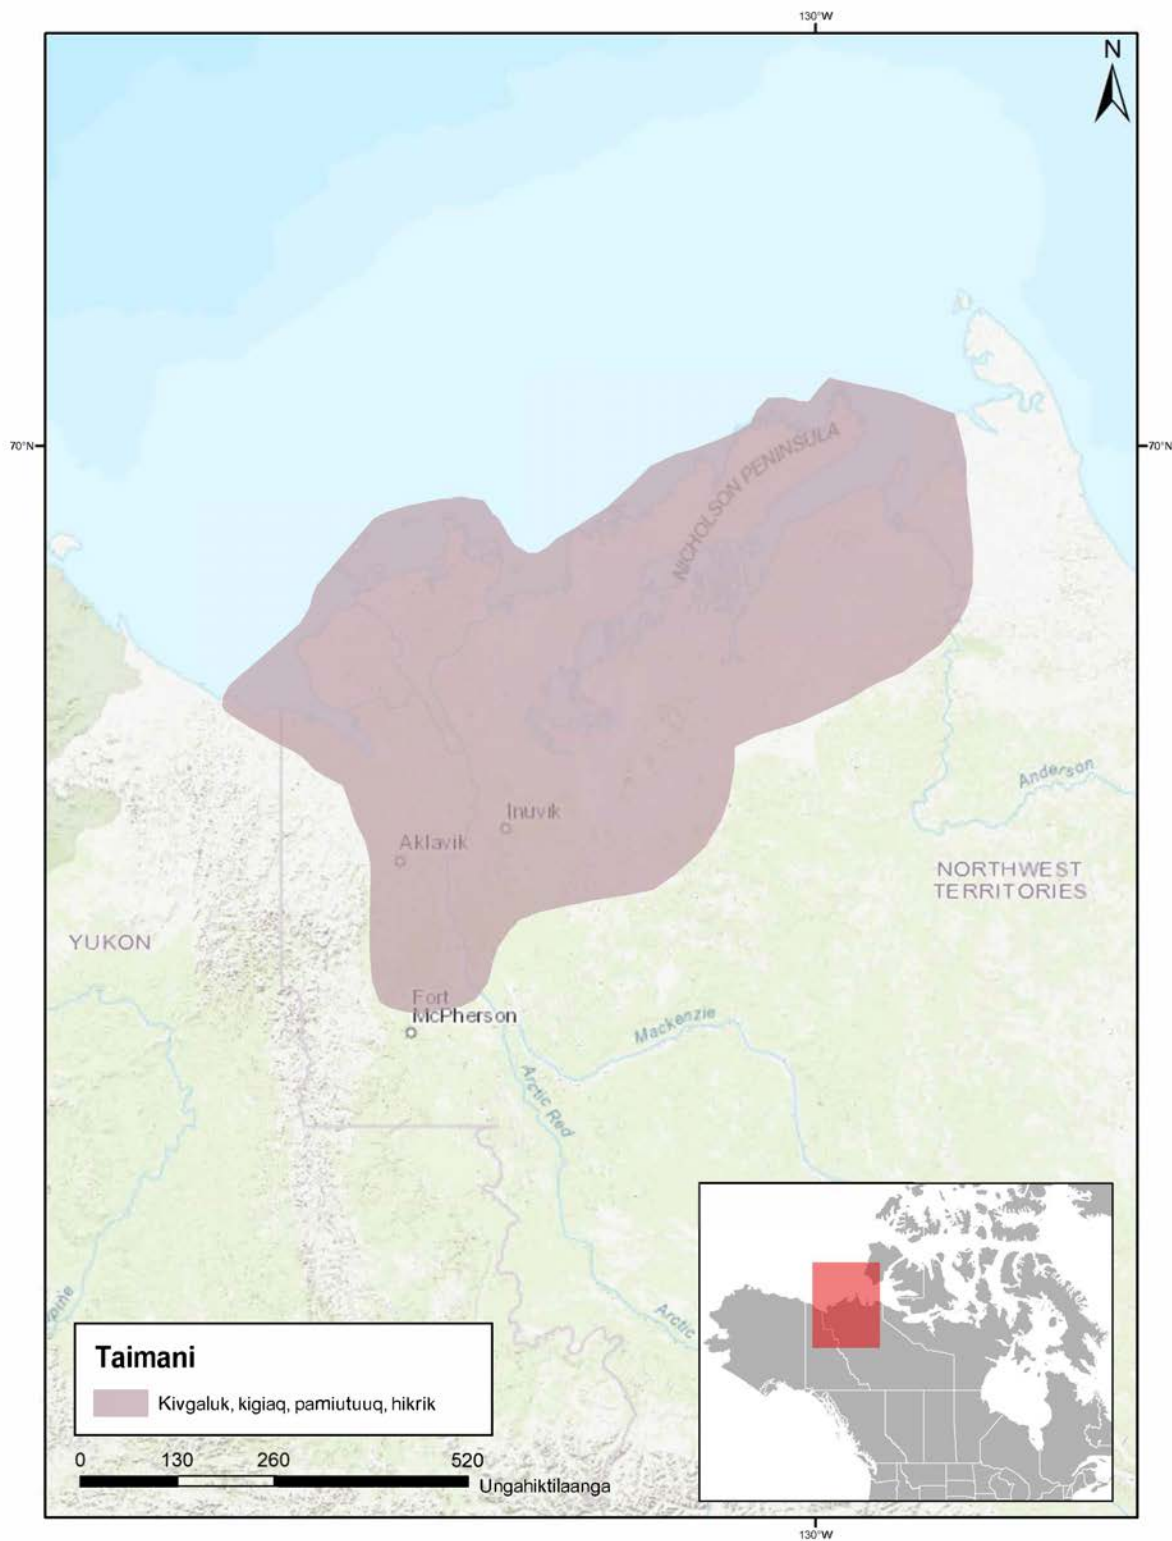 130°W
N
70°N
70°N
NICHOLSON PENINSULA
Inuvik
Aklavik
Anderson
NORTHWEST
TERRITORIES
YUKON
Fort
McPherson
Mackenzie
Arctic Red
Arctic
Taimani
Kivgaluk, kigiaq, pamiutuuq, hikrik
0 130 260 520
Ungahiktilaanga
130°W